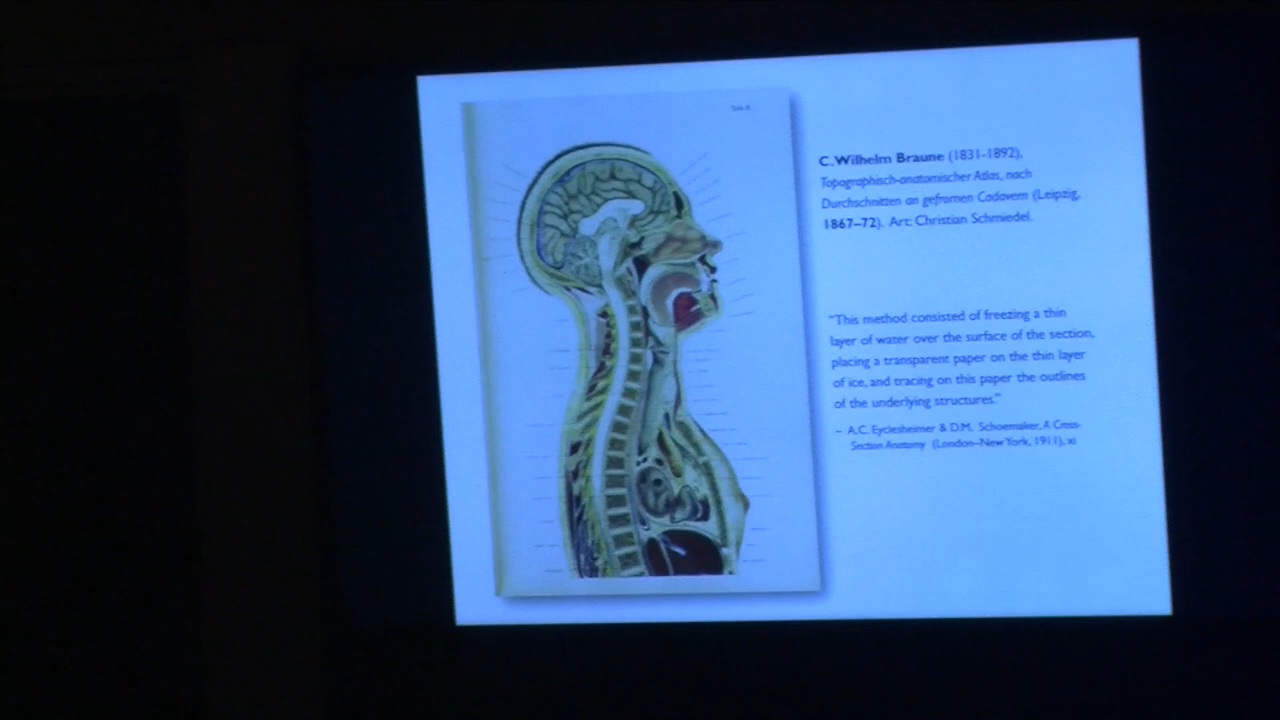 C. Wilhelm Braune (1831-1892),
Topographisch-anatomischer Atlas, nach
Durchschnitten an gefrornen Cadavern (Leipzig,
1867–72). Art: Christian Schmiedel.
“This method consisted of freezing a thin
layer of water over the surface of the section,
placing a transparent paper on the thin layer
of ice, and tracing on this paper the outlines
of the underlying structures.”
– A.C. Eyclesheimer & D.M. Schoemaker, A Cross-
Section Anatomy (London–New York, 1911), xi